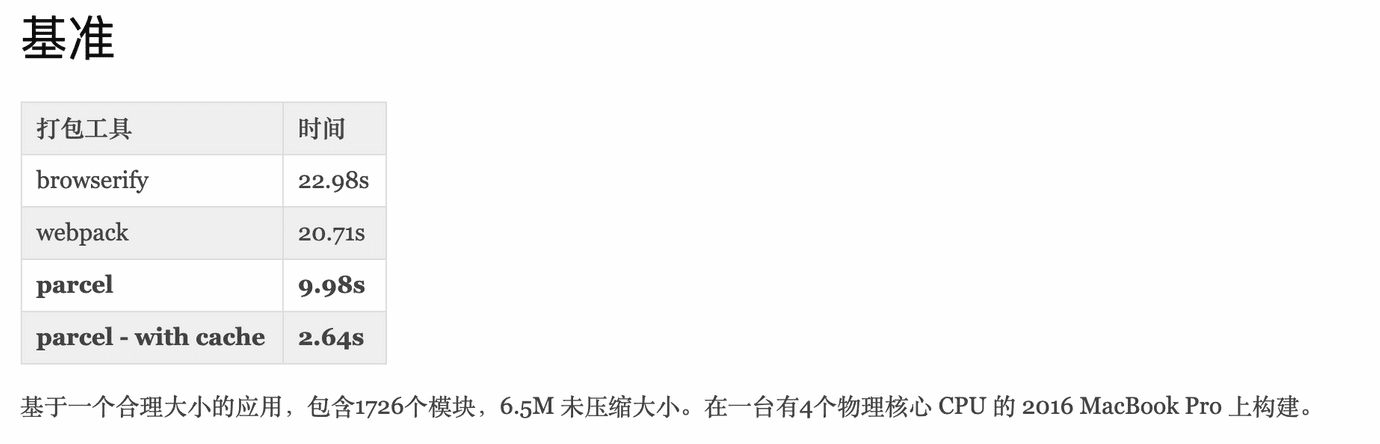 基准
打包工具 时间
browserify 22.98s
webpack 20.71s
parcel 9.98s
parcel - with cache 2.64s
基于一个合理大小的应用，包含1726个模块，6.5M 未压缩大小。在一台有4个物理核心 CPU 的 2016 MacBook Pro 上构建。